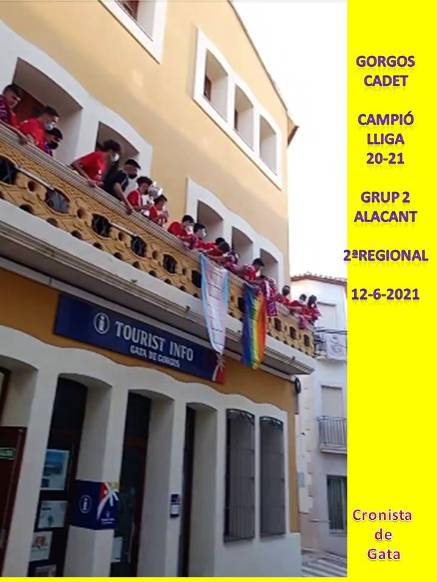 GORGOS
CADET
CAMPIÓ
LLIGA
20-21
GRUP 2
ALACANT
2ªREGIONAL
12-6-2021
i TOURIST INFO
GATA DE GORGOS
i
Cronista
de
Gata